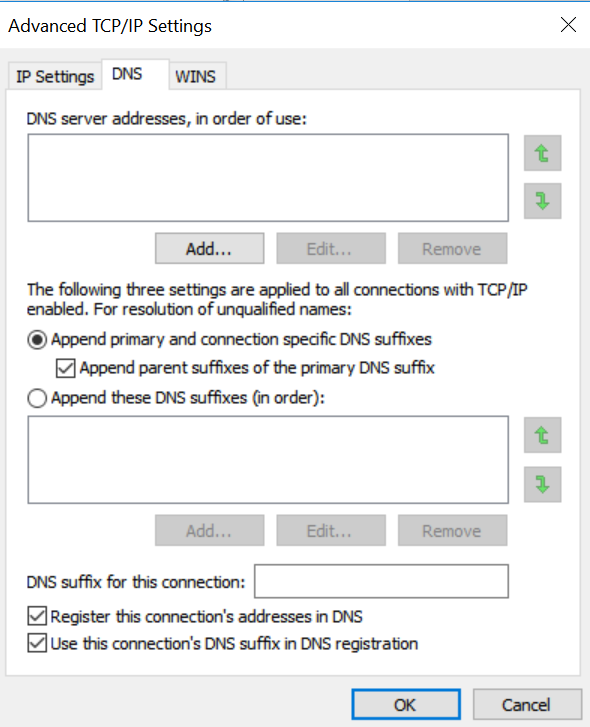 Advanced TCP/IP Settings
IP Settings DNS WINS
DNS server addresses, in order of use:
Add... Edit... Remove
The following three settings are applied to all connections with TCP/IP
enabled. For resolution of unqualified names:
Append primary and connection specific DNS suffixes
Append parent suffixes of the primary DNS suffix
Append these DNS suffixes (in order):
Add... Edit... Remove
DNS suffix for this connection:
Register this connection's addresses in DNS
Use this connection's DNS suffix in DNS registration
OK Cancel